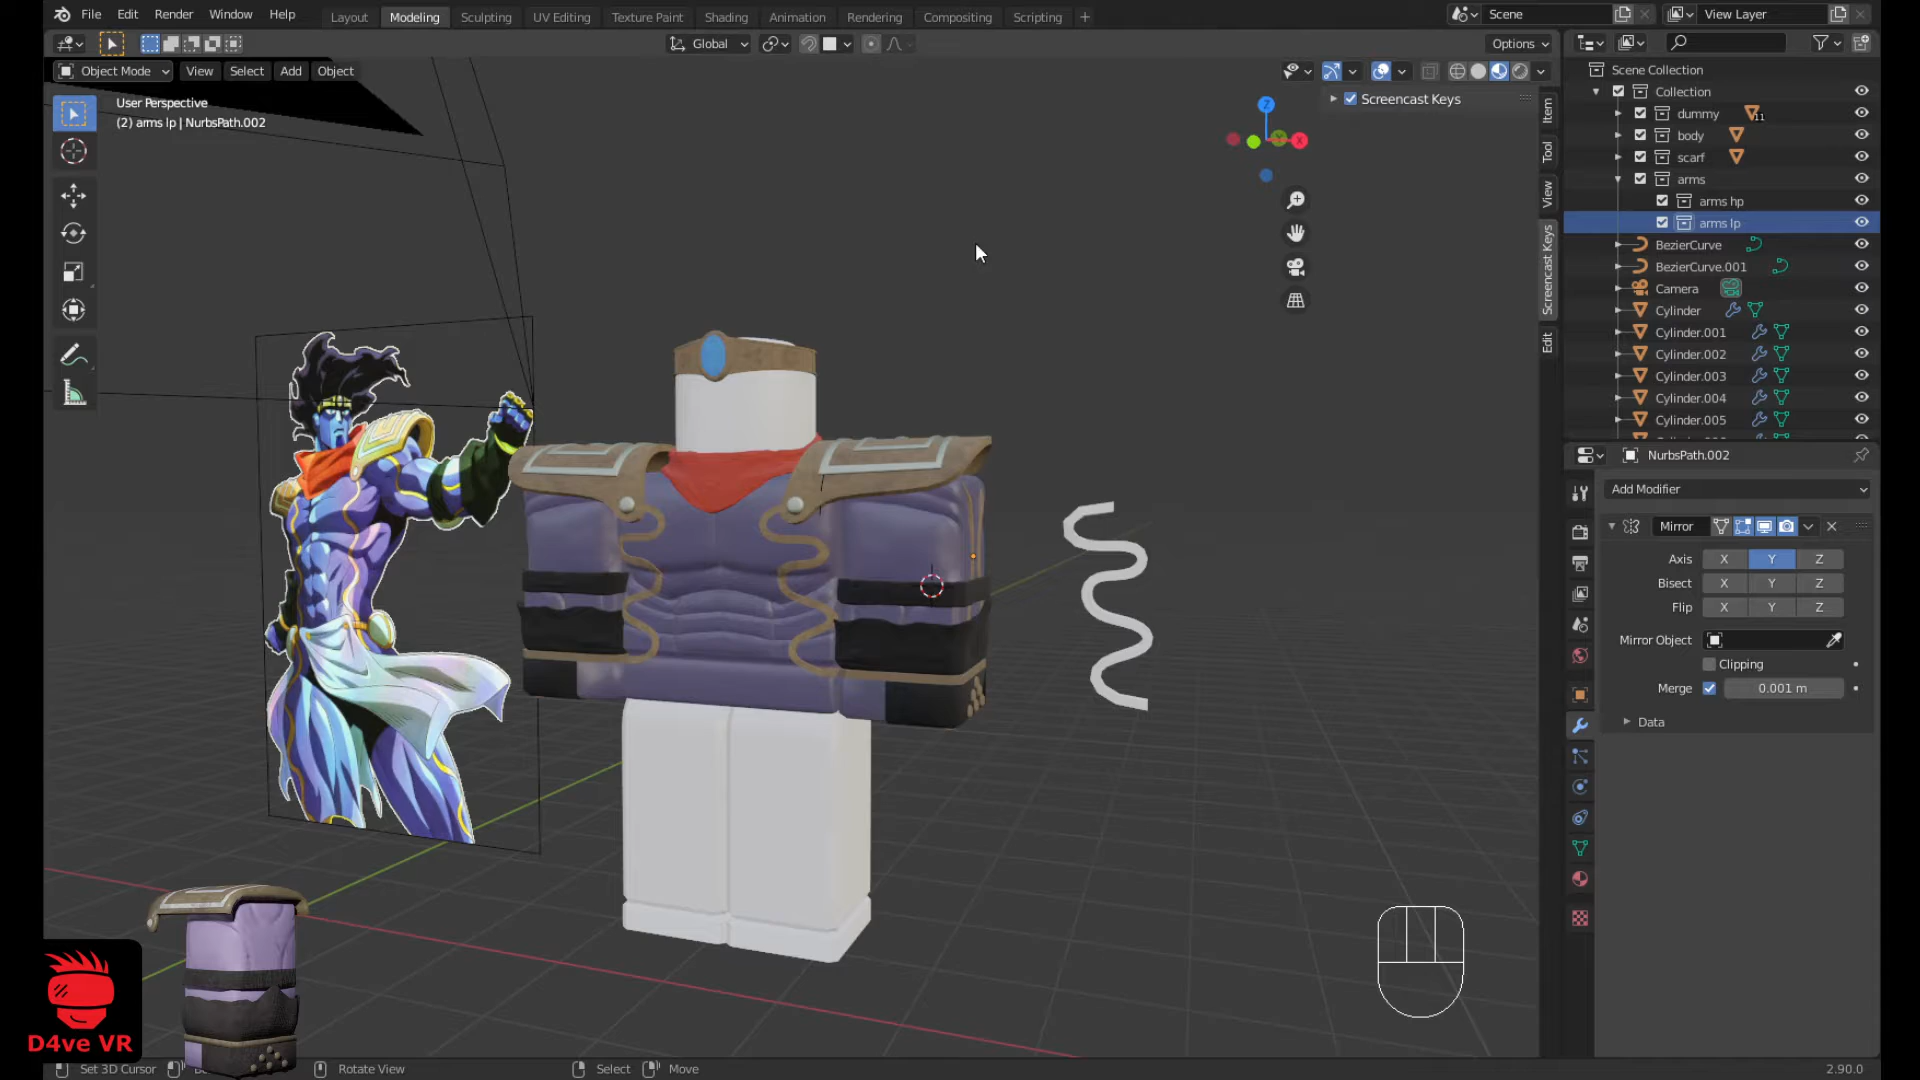 File Edit Render Window Help Layout Modeling Sculpting UV Editing Texture Paint Shading Animation Rendering Compositing Scripting + Scene View Layer
Global Options
Object Mode View Select Add Object
User Perspective
(2) arms lp | NurbsPath.002
Screencast Keys
Z
X
Y
Item
Tool
View
Screencast Keys
Edit
Scene Collection
Collection
dummy 11
body
scarf
arms
arms hp
arms lp
BezierCurve
BezierCurve.001
Camera
Cylinder
Cylinder.001
Cylinder.002
Cylinder.003
Cylinder.004
Cylinder.005
NurbsPath.002
Add Modifier
Mirror
Axis X Y Z
Bisect X Y Z
Flip X Y Z
Mirror Object
Clipping
Merge 0.001 m
Data
D4ve VR
Set 3D Cursor Rotate View Select Move 2.90.0